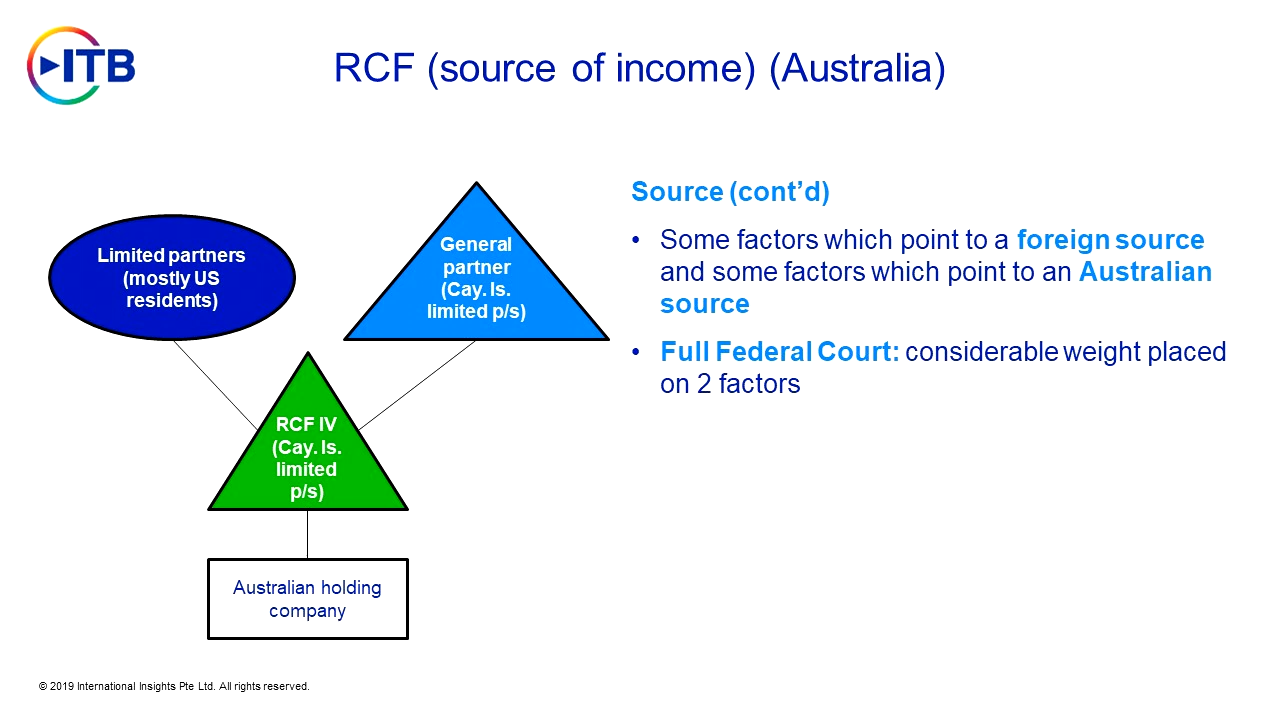 ITB
RCF (source of income) (Australia)
Limited partners
(mostly US
residents)
General
partner
(Cay. Is.
limited p/s)
RCF IV
(Cay. Is.
limited
p/s)
Australian holding
company
Source (cont’d)
• Some factors which point to a foreign source
and some factors which point to an Australian
source
• Full Federal Court: considerable weight placed
on 2 factors
© 2019 International Insights Pte Ltd. All rights reserved.